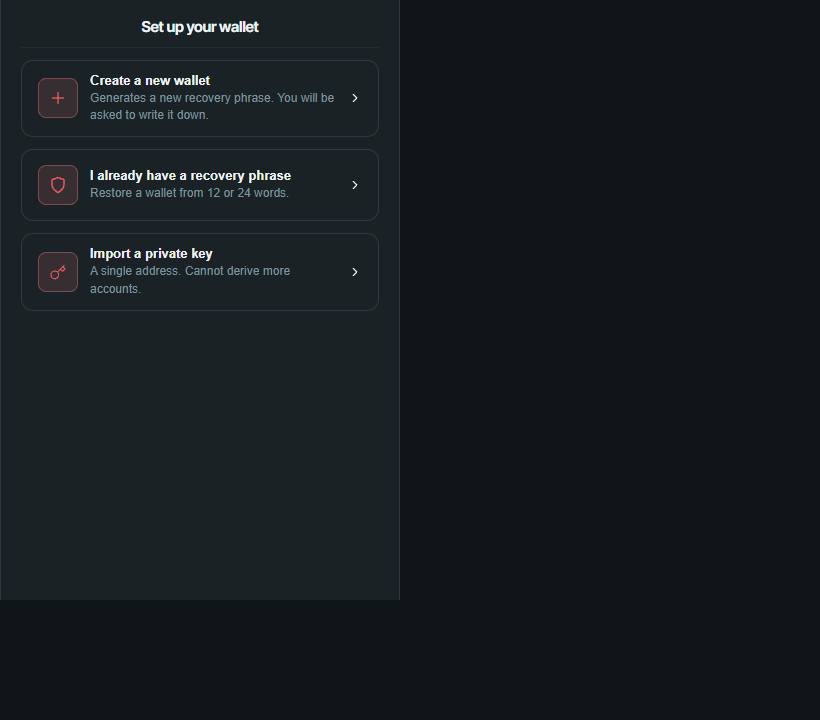 Set up your wallet
Create a new wallet
Generates a new recovery phrase. You will be
asked to write it down.
I already have a recovery phrase
Restore a wallet from 12 or 24 words.
Import a private key
A single address. Cannot derive more
accounts.